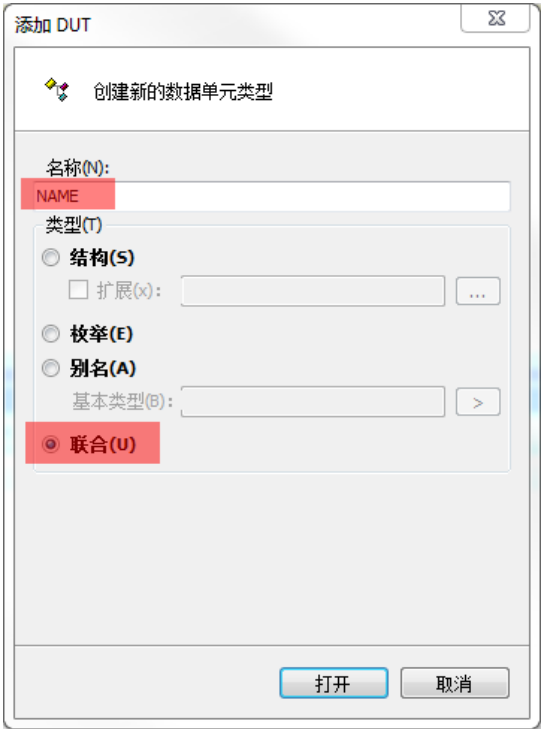 添加 DUT
创建新的数据单元类型
名称(N):
NAME
类型(T)
结构(S)
扩展(x): ...
枚举(E)
别名(A)
基本类型(B): >
联合(U)
打开 取消